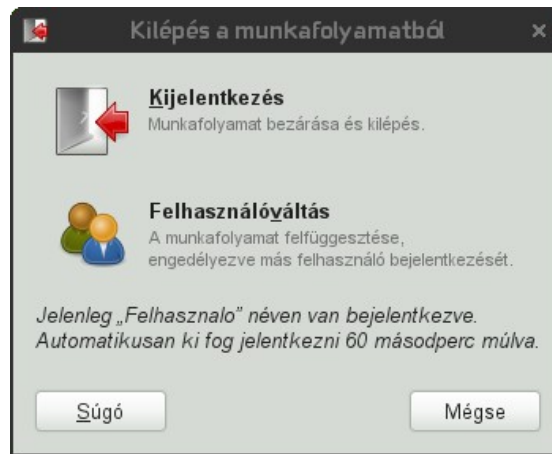 Kilépés a munkafolyamatból
Kijelentkezés
Munkafolyamat bezárása és kilépés.
Felhasználóváltás
A munkafolyamat felfüggesztése,
engedélyezve más felhasználó bejelentkezését.
Jelenleg „Felhasznalo” néven van bejelentkezve.
Automatikusan ki fog jelentkezni 60 másodperc múlva.
Súgó
Mégse